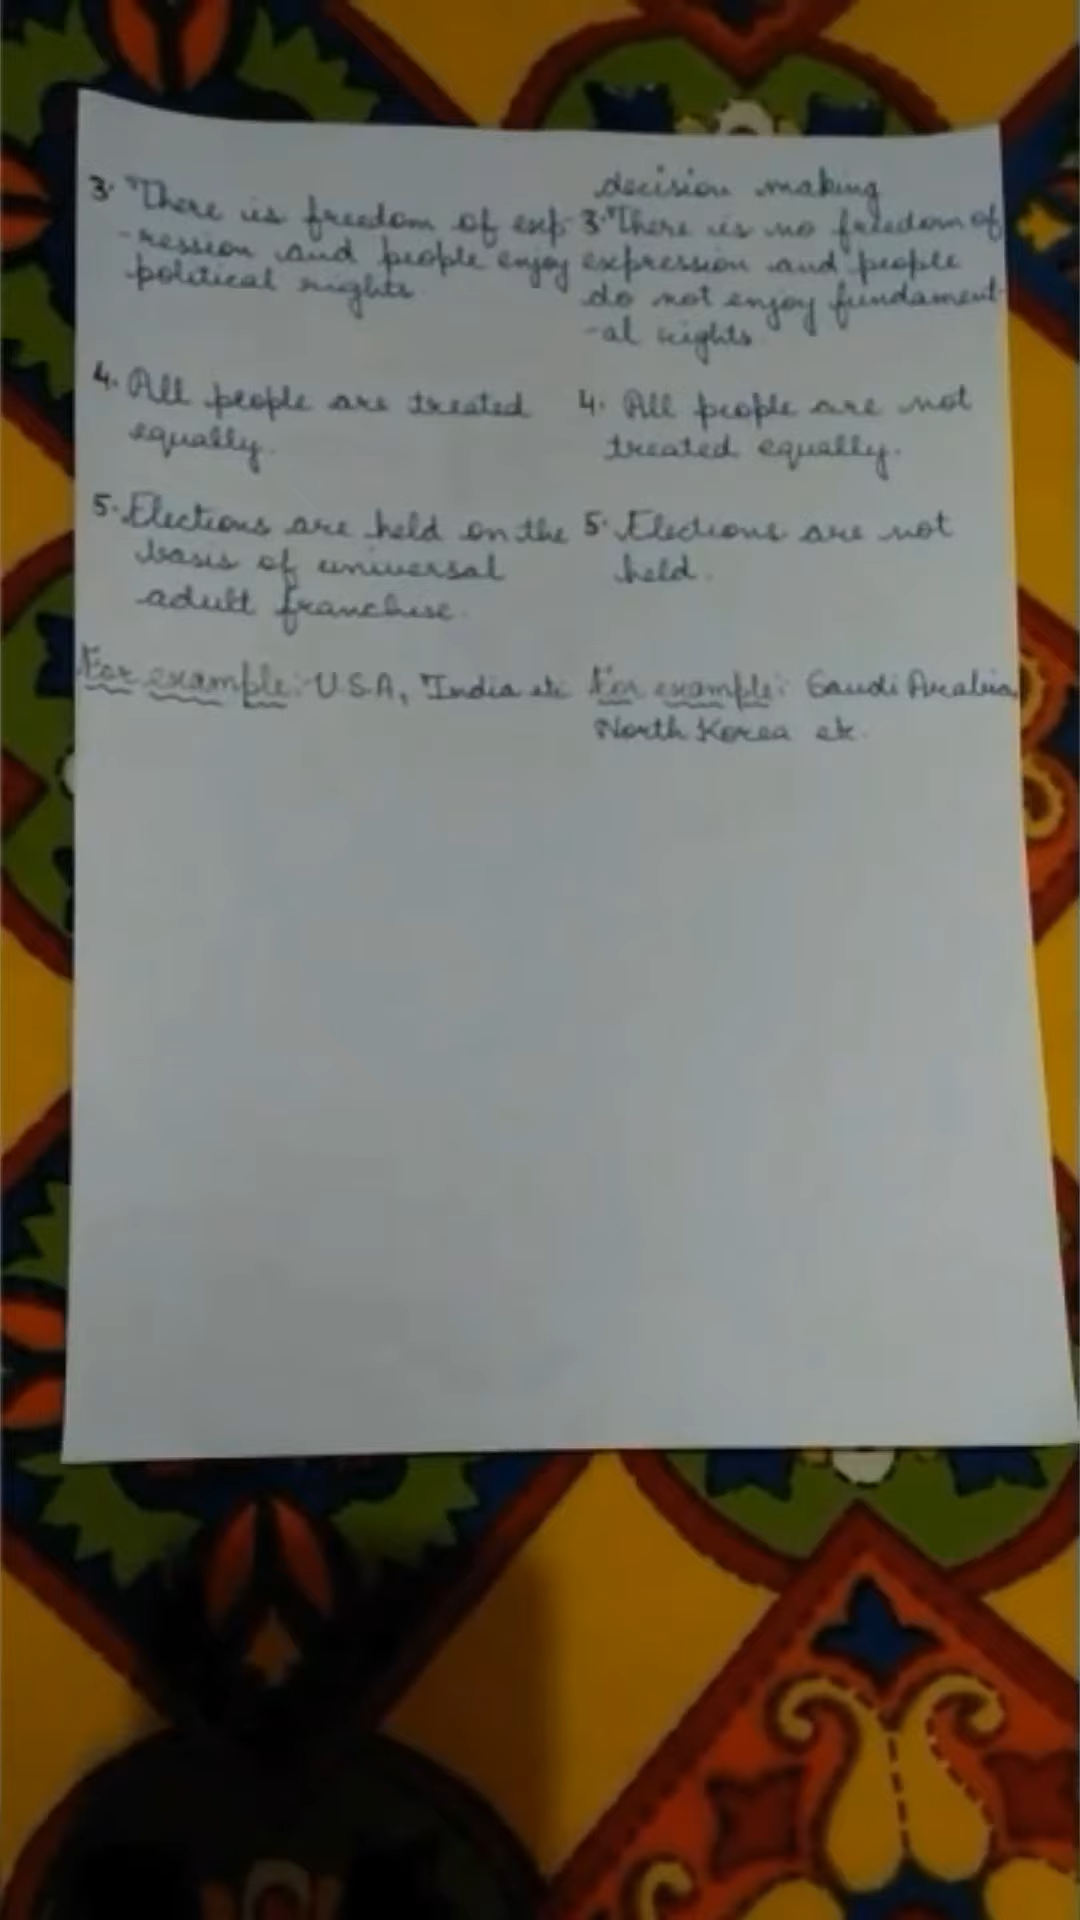 decision making
3. There is freedom of exp-
-ression and people enjoy
political rights
3. There is no freedom of
expression and people
do not enjoy fundament-
-al rights.
4. All people are treated
equally.
4. All people are not
treated equally.
5. Elections are held on the
basis of universal
adult franchise.
5. Elections are not
held.
For example:- U.S.A, India etc
For example:- Saudi Arabia,
North Korea etc.